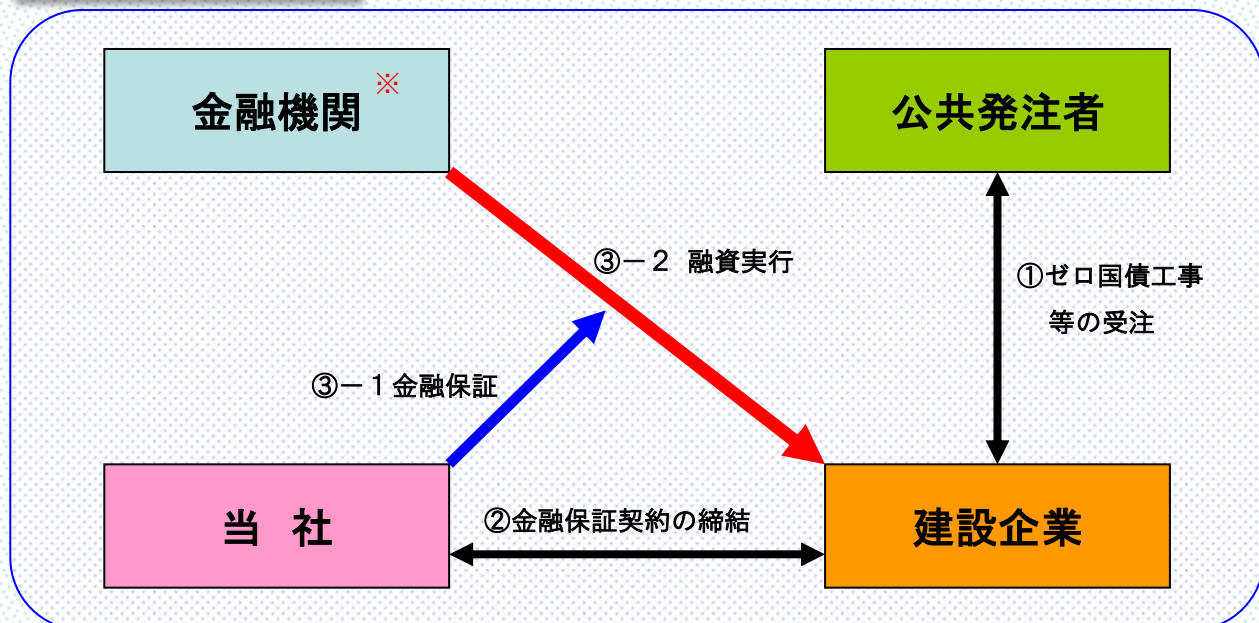 金融機関 ※
公共発注者
③－２ 融資実行
①ゼロ国債工事
等の受注
③－１金融保証
②金融保証契約の締結
当 社
建設企業